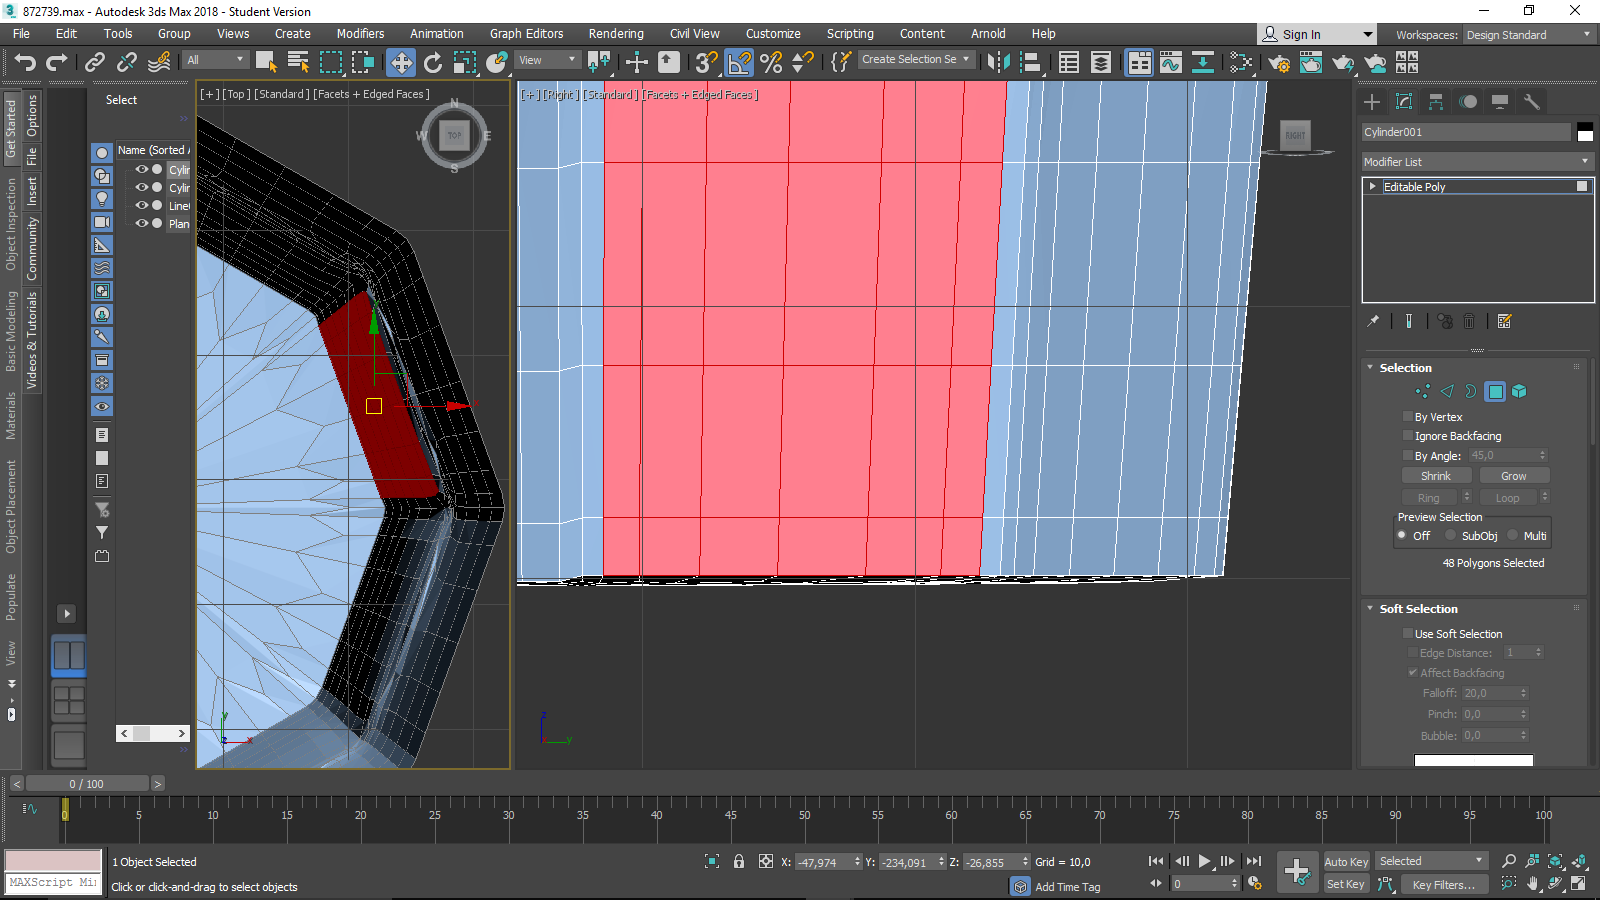 872739.max - Autodesk 3ds Max 2018 - Student Version
File Edit Tools Group Views Create Modifiers Animation Graph Editors Rendering Civil View Customize Scripting Content Arnold Help
Sign In
Workspaces: Design Standard
All
View
Create Selection Se
Get Started
Object Inspection
Basic Modeling
Materials
Object Placement
Populate
View
Options
File
Insert
Community
Videos & Tutorials
Select
Name (Sorted A
Cylin
Cylin
Line
Plan
[+] [Top] [Standard] [Facets + Edged Faces]
N
W
TOP
E
S
y
z
x
[+] [Right] [Standard] [Facets + Edged Faces]
RIGHT
z
y
Cylinder001
Modifier List
Editable Poly
Selection
By Vertex
Ignore Backfacing
By Angle: 45,0
Shrink Grow
Ring Loop
Preview Selection
Off SubObj Multi
48 Polygons Selected
Soft Selection
Use Soft Selection
Edge Distance: 1
Affect Backfacing
Falloff: 20,0
Pinch: 0,0
Bubble: 0,0
< 0 / 100 >
0 5 10 15 20 25 30 35 40 45 50 55 60 65 70 75 80 85 90 95 100
1 Object Selected
X: -47,974 Y: -234,091 Z: -26,855 Grid = 10,0
Auto Key Selected
MAXScript Mi
Click or click-and-drag to select objects
Add Time Tag
0
Set Key Key Filters...